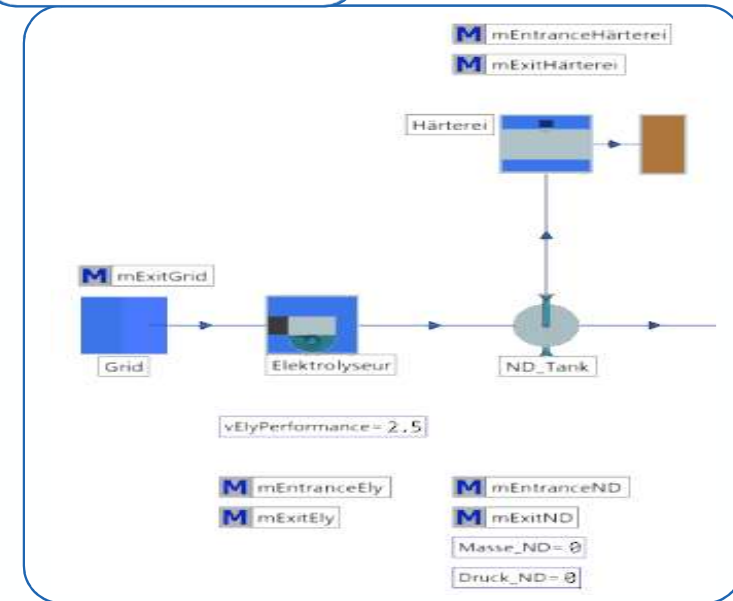 M mEntranceHärterei
M mExitHärterei
Härterei
M mExitGrid
Grid
Elektrolyseur
ND_Tank
vElyPerformance=2,5
M mEntranceEly
M mExitEly
M mEntranceND
M mExitND
Masse_ND=0
Druck_ND=0